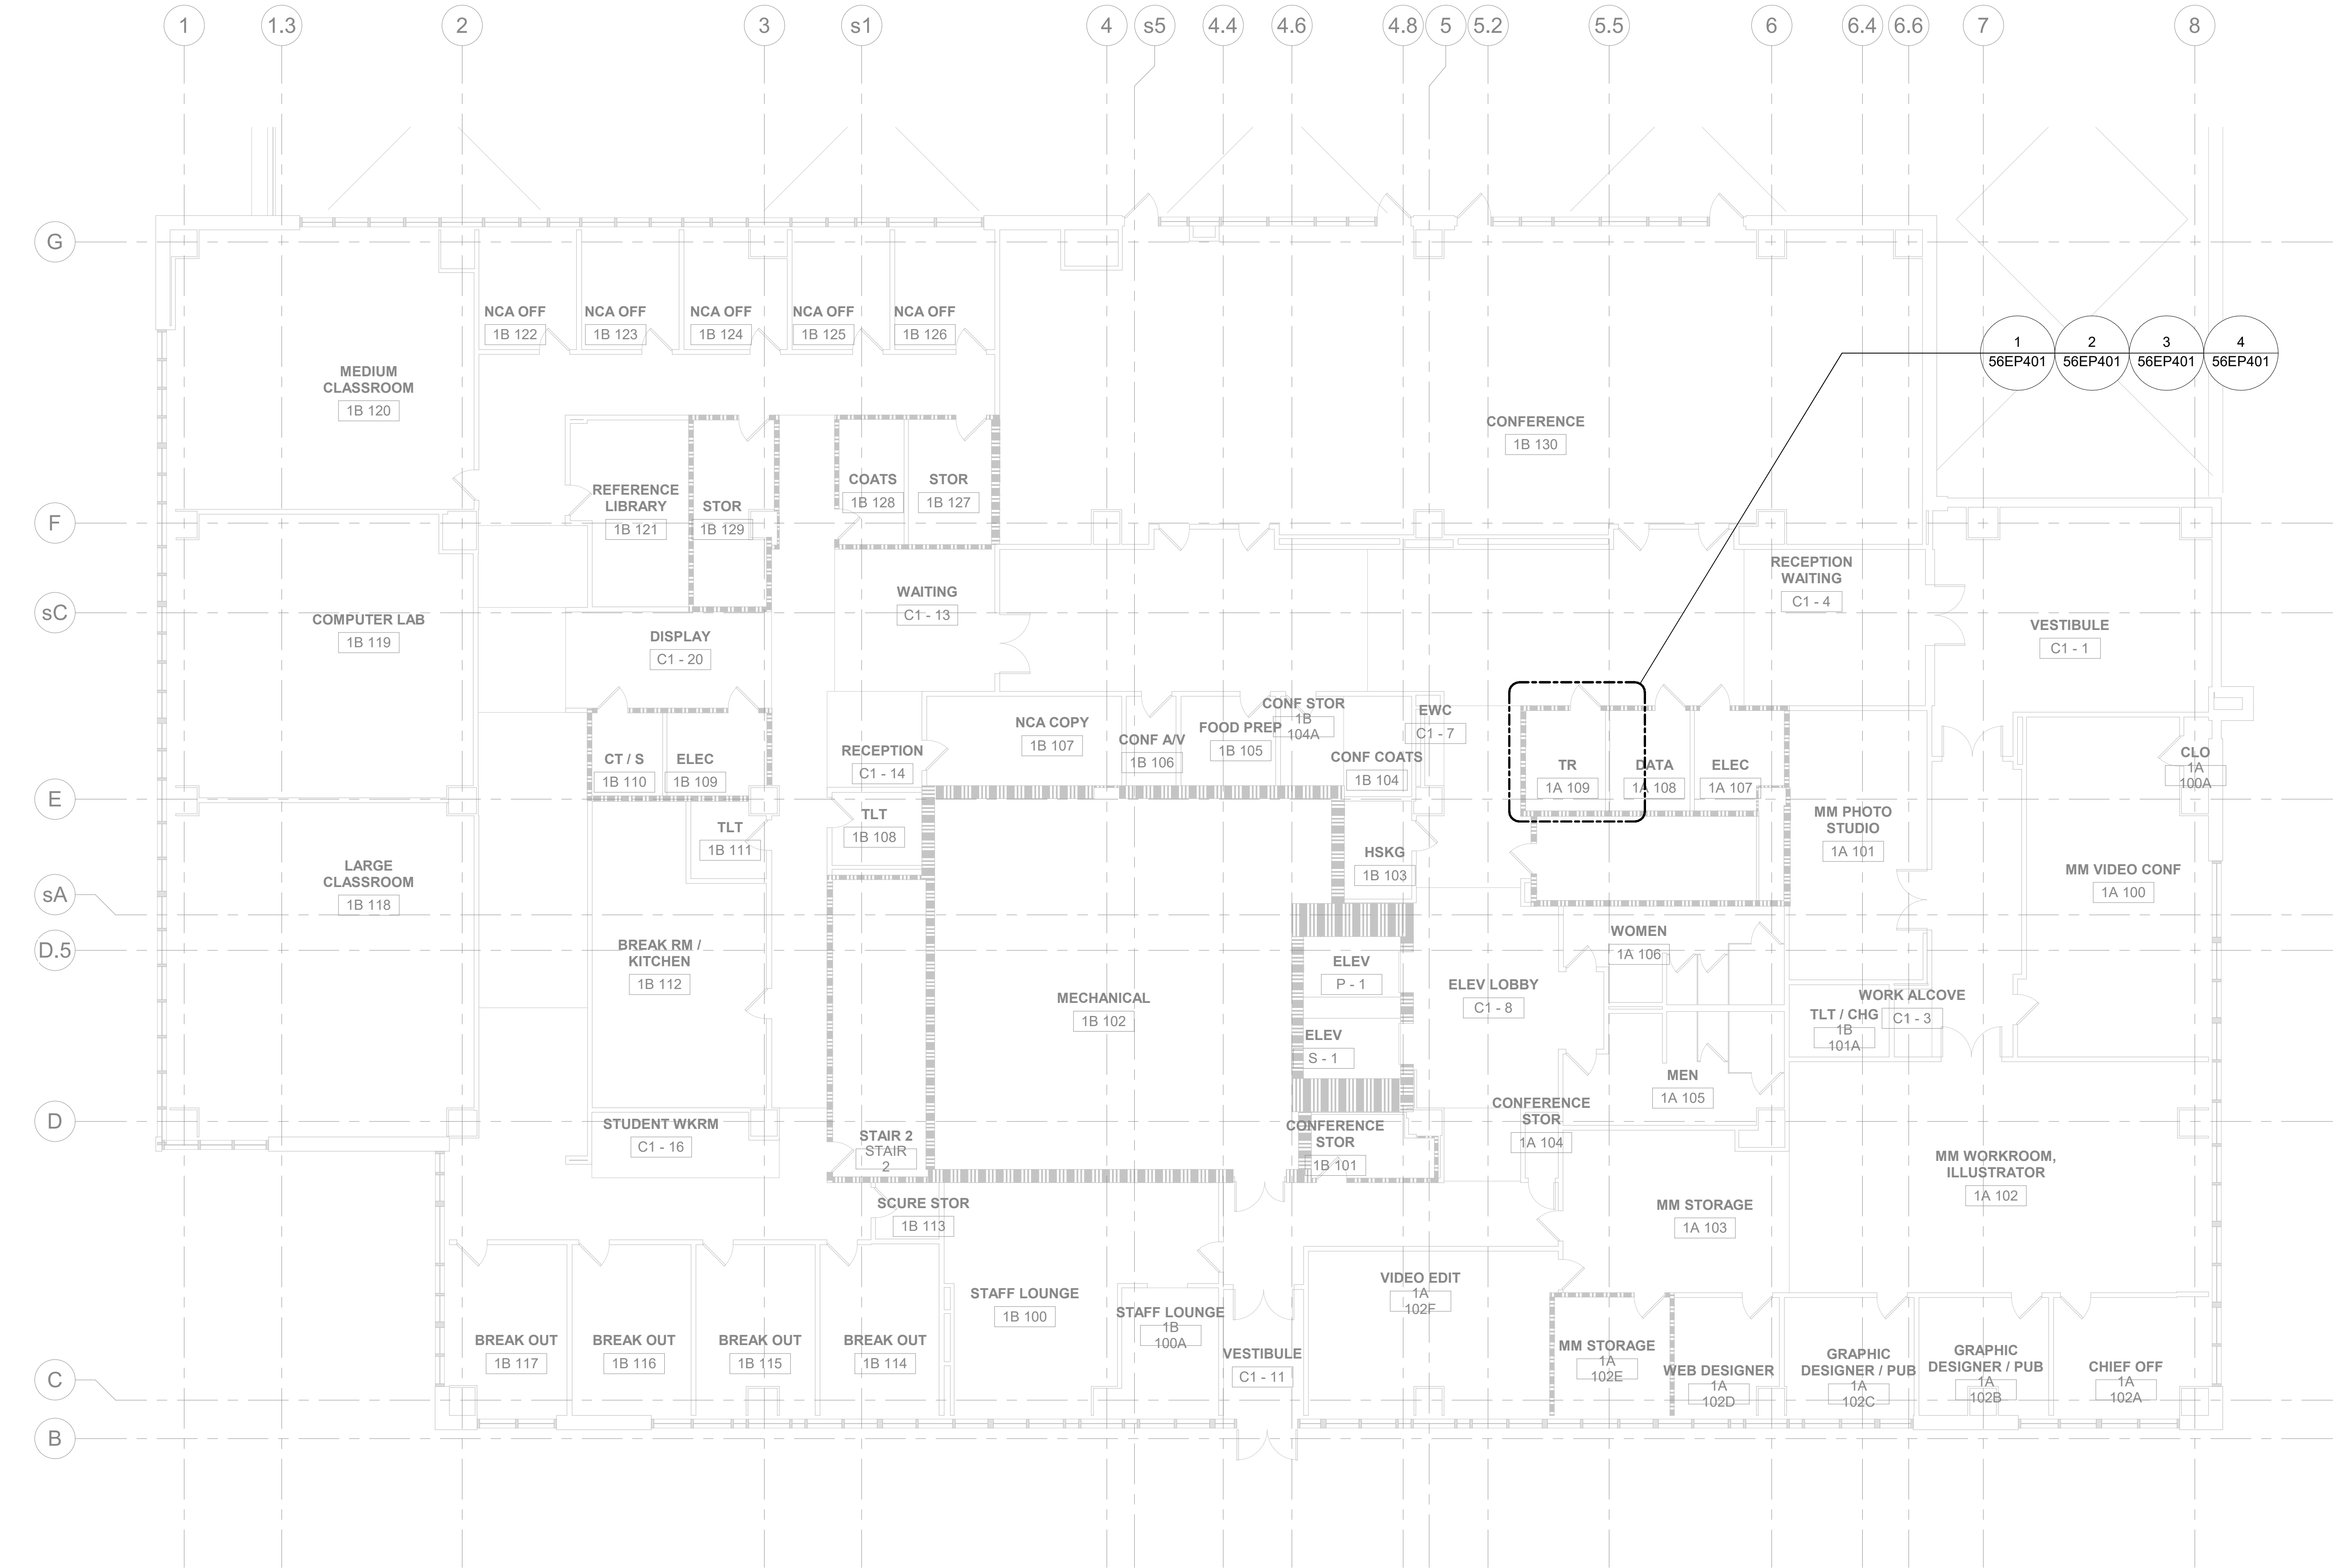 1
1.3
2
3
s1
4
s5
4.4
4.6
4.8
5
5.2
5.5
6
6.4
6.6
7
8
G
F
sC
E
sA
D.5
D
C
B
NCA OFF
1B 122
NCA OFF
1B 123
NCA OFF
1B 124
NCA OFF
1B 125
NCA OFF
1B 126
1
56EP401
2
56EP401
3
56EP401
4
56EP401
MEDIUM
CLASSROOM
1B 120
CONFERENCE
1B 130
REFERENCE
LIBRARY
1B 121
STOR
1B 129
COATS
1B 128
STOR
1B 127
RECEPTION
WAITING
C1 - 4
WAITING
C1 - 13
COMPUTER LAB
1B 119
DISPLAY
C1 - 20
VESTIBULE
C1 - 1
NCA COPY
1B 107
CONF A/V
1B 106
FOOD PREP
1B 105
CONF STOR
1B
104A
CONF COATS
1B 104
EWC
C1 - 7
RECEPTION
C1 - 14
CT / S
1B 110
ELEC
1B 109
TR
1A 109
DATA
1A 108
ELEC
1A 107
CLO
1A
100A
TLT
1B 111
TLT
1B 108
HSKG
1B 103
MM PHOTO
STUDIO
1A 101
MM VIDEO CONF
1A 100
LARGE
CLASSROOM
1B 118
BREAK RM /
KITCHEN
1B 112
MECHANICAL
1B 102
ELEV
P - 1
ELEV
S - 1
ELEV LOBBY
C1 - 8
WOMEN
1A 106
MEN
1A 105
WORK ALCOVE
C1 - 3
TLT / CHG
1B
101A
STUDENT WKRM
C1 - 16
STAIR 2
STAIR
2
CONFERENCE
STOR
1B 101
CONFERENCE
STOR
1A 104
MM WORKROOM,
ILLUSTRATOR
1A 102
SCURE STOR
1B 113
MM STORAGE
1A 103
STAFF LOUNGE
1B 100
STAFF LOUNGE
1B
100A
VIDEO EDIT
1A
102F
BREAK OUT
1B 117
BREAK OUT
1B 116
BREAK OUT
1B 115
BREAK OUT
1B 114
VESTIBULE
C1 - 11
MM STORAGE
1A
102E
WEB DESIGNER
1A
102D
GRAPHIC
DESIGNER / PUB
1A
102C
GRAPHIC
DESIGNER / PUB
1A
102B
CHIEF OFF
1A
102A